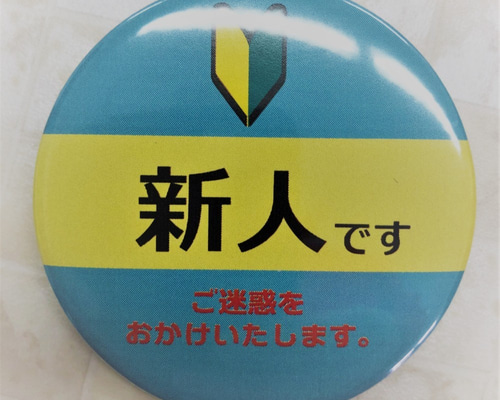 新人です
ご迷惑を
おかけいたします。